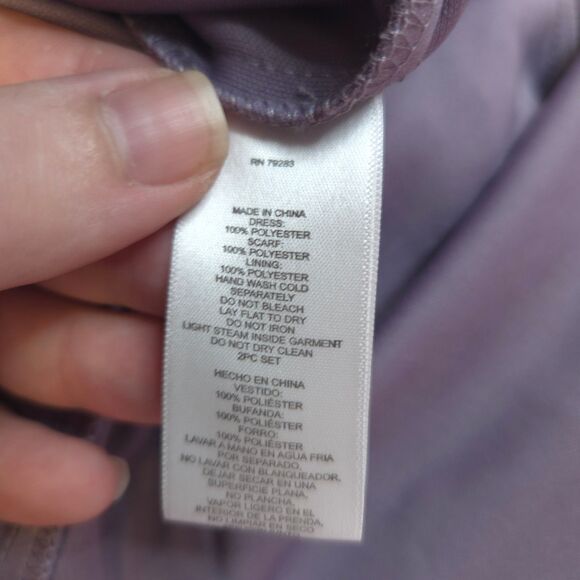 RN 79283
MADE IN CHINA
DRESS:
100% POLYESTER
SCARF:
100% POLYESTER
LINING:
100% POLYESTER
HAND WASH COLD
SEPARATELY
DO NOT BLEACH
LAY FLAT TO DRY
DO NOT IRON
LIGHT STEAM INSIDE GARMENT
DO NOT DRY CLEAN
2PC SET
HECHO EN CHINA
VESTIDO:
100% POLIÉSTER
BUFANDA:
100% POLIÉSTER
FORRO:
100% POLIÉSTER
LAVAR A MANO EN AGUA FRIA
POR SEPARADO,
NO LAVAR CON BLANQUEADOR,
DEJAR SECAR EN UNA
SUPERFICIE PLANA,
NO PLANCHA,
VAPOR LIGERO EN EL
INTERIOR DE LA PRENDA,
NO LIMPIAR EN SECO